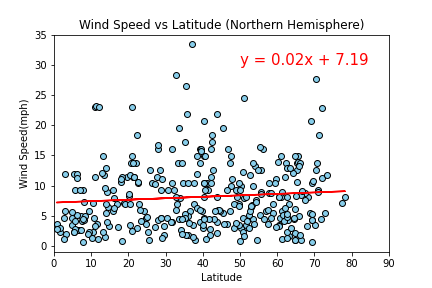 Wind Speed vs Latitude (Northern Hemisphere)
y = 0.02x + 7.19
Wind Speed(mph)
35
30
25
20
15
10
5
0
0 10 20 30 40 50 60 70 80 90
Latitude